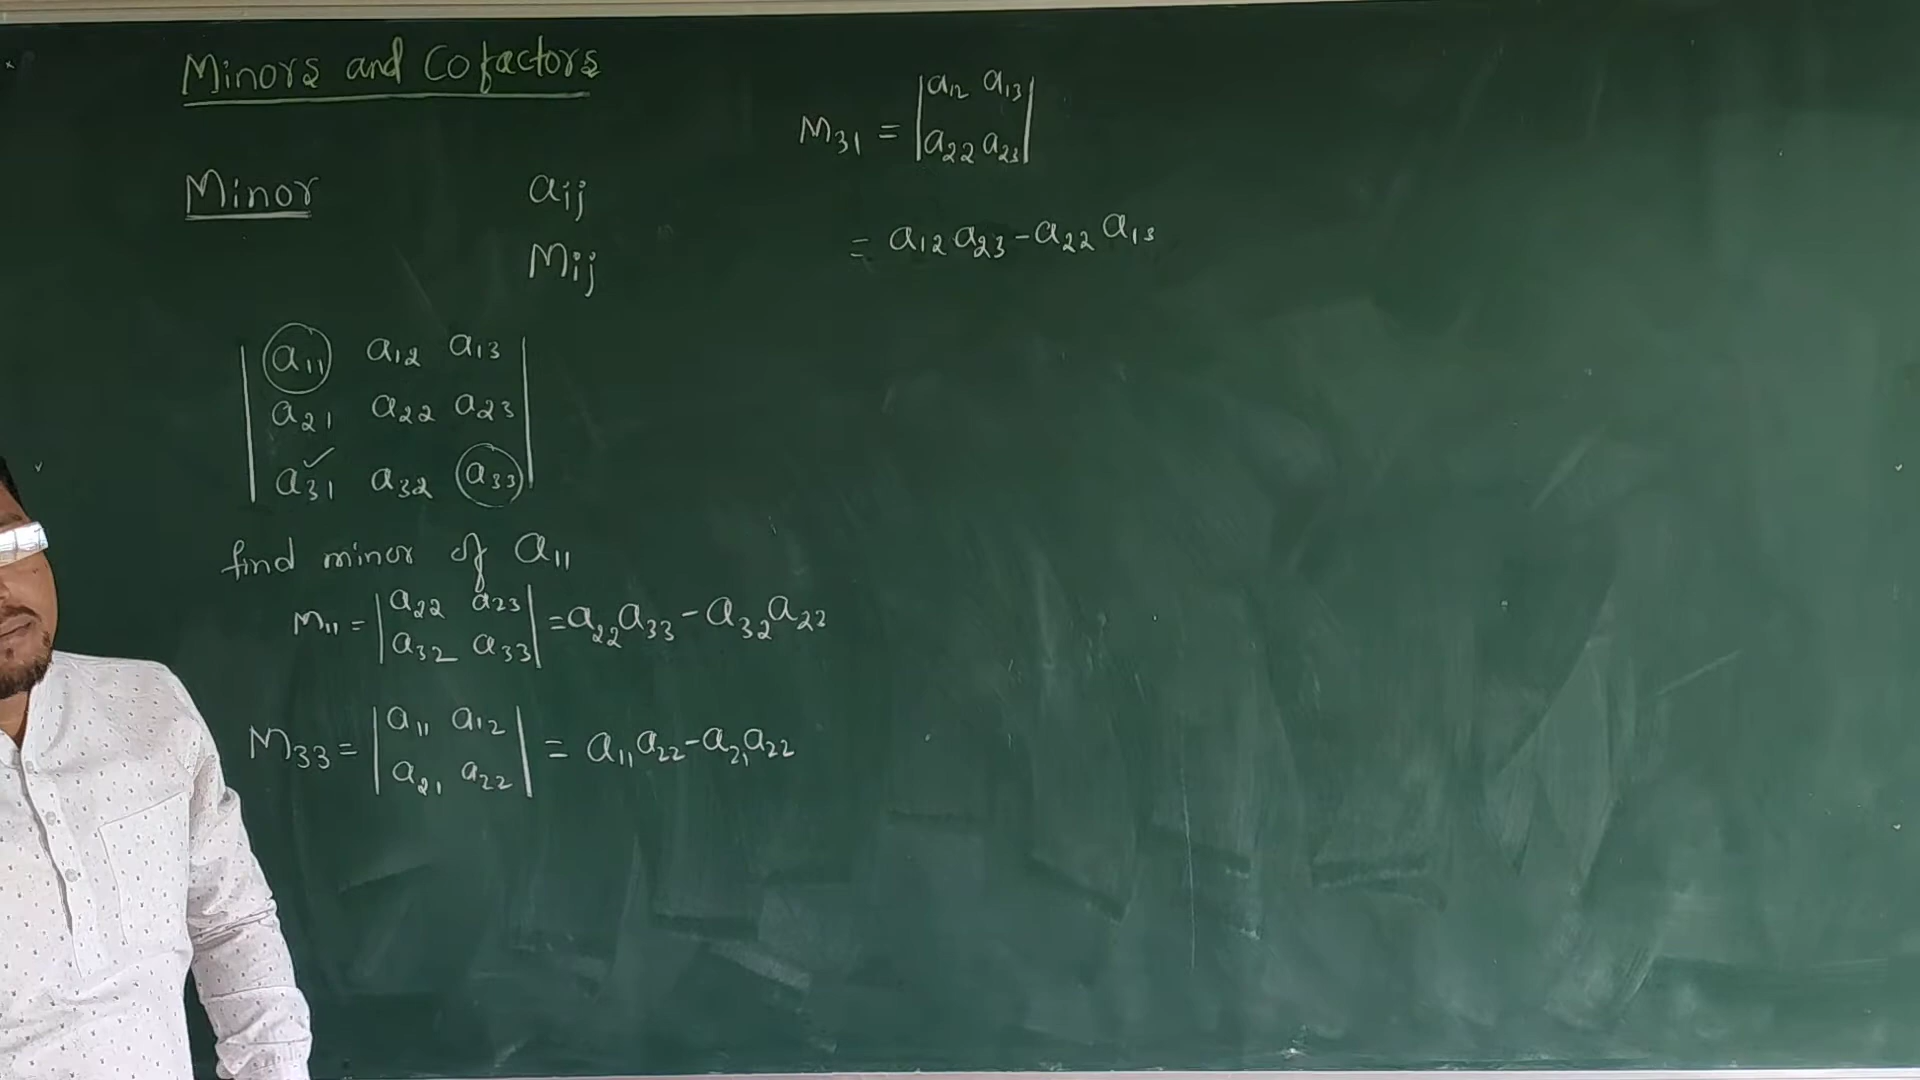 Minors and Cofactors
Minor aij
Mij
| a11 a12 a13 |
| a21 a22 a23 |
| a31 ✓ a32 a33 |
find minor of a11
M11 = | a22 a23 |
| a32 a33 | = a22 a33 - a32 a22
M33 = | a11 a12 |
| a21 a22 | = a11 a22 - a21 a22
M31 = | a12 a13 |
| a22 a23 |
= a12 a23 - a22 a13